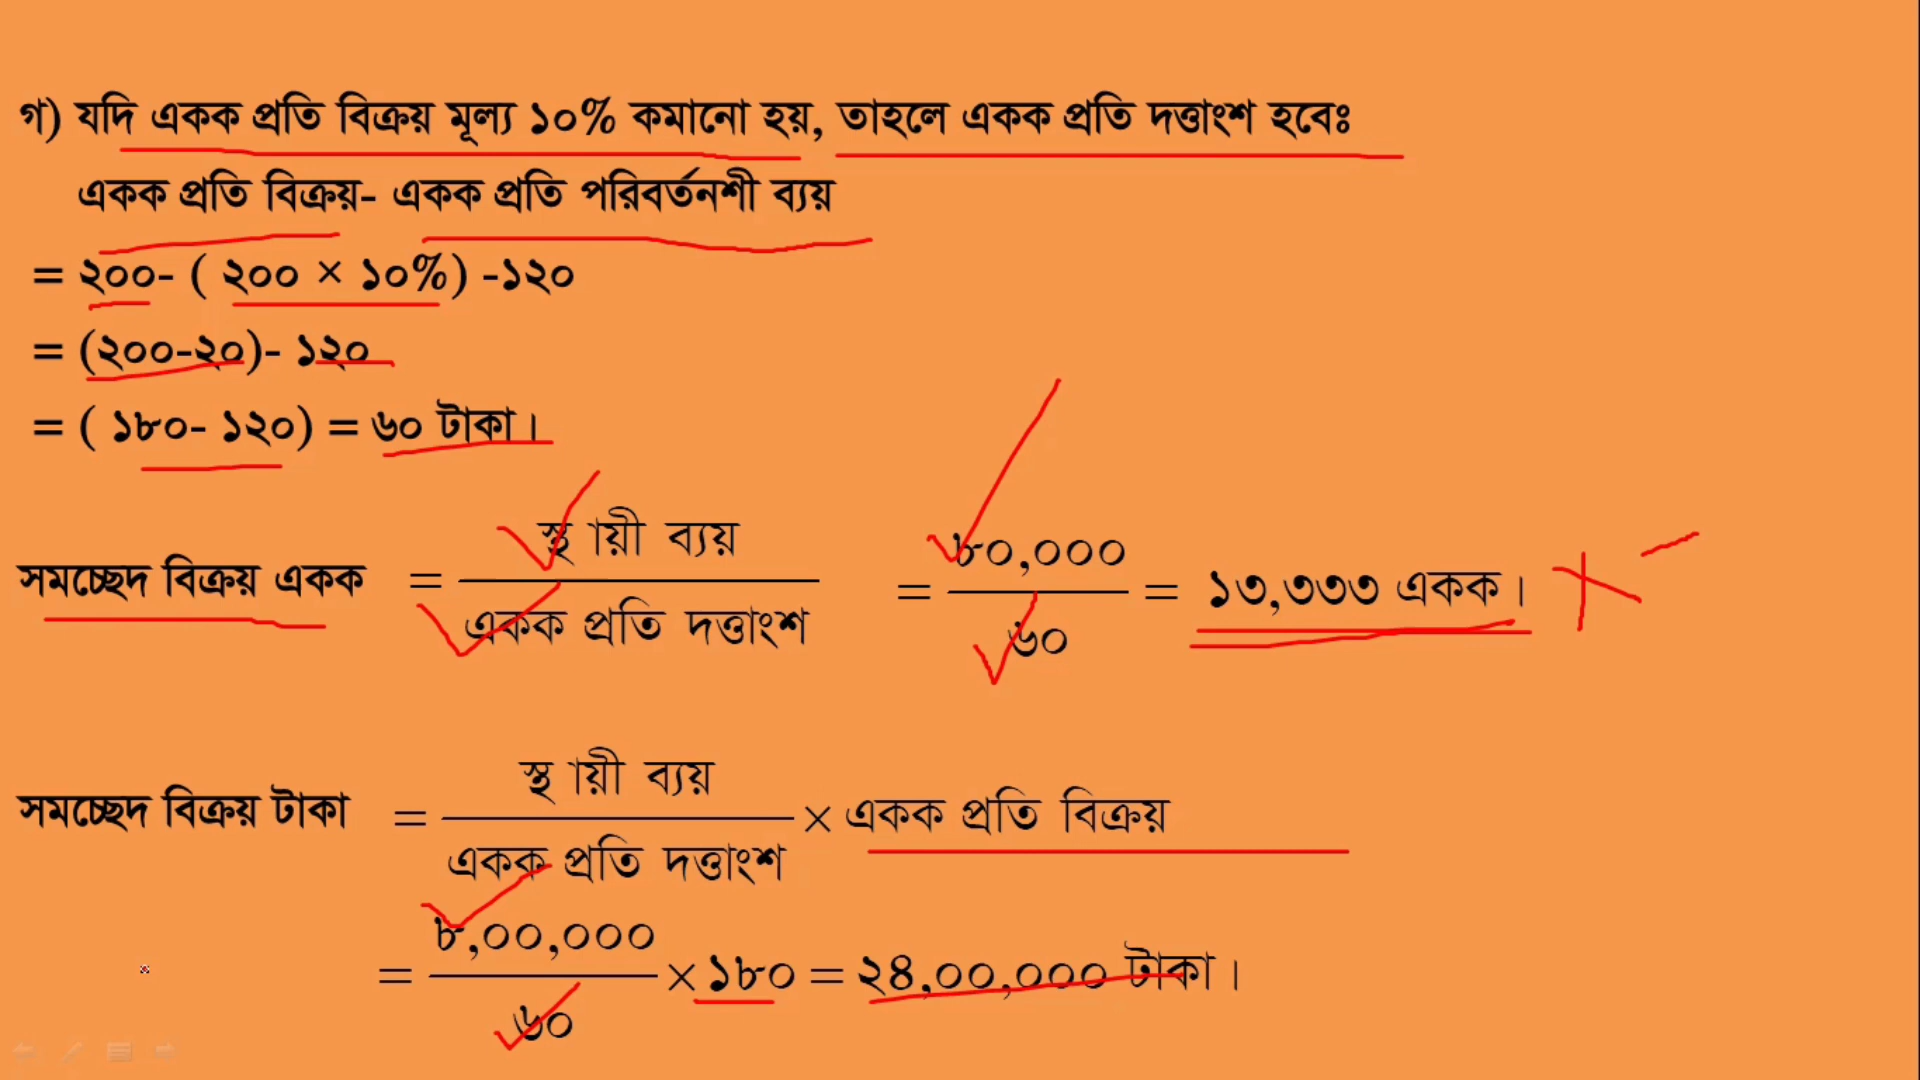 গ) যদি একক প্রতি বিক্রয় মূল্য ১০% কমানো হয়, তাহলে একক প্রতি দত্তাংশ হবেঃ
একক প্রতি বিক্রয়- একক প্রতি পরিবর্তনশী ব্যয়
= ২০০- ( ২০০ × ১০%) -১২০
= (২০০-২০)- ১২০
= ( ১৮০- ১২০) = ৬০ টাকা।
সমচ্ছেদ বিক্রয় একক = স্থায়ী ব্যয় / একক প্রতি দত্তাংশ = ৮০,০০০ / ৬০ = ১৩,৩৩৩ একক।
সমচ্ছেদ বিক্রয় টাকা = স্থায়ী ব্যয় / একক প্রতি দত্তাংশ × একক প্রতি বিক্রয়
= ৮,০০,০০০ / ৬০ × ১৮০ = ২৪,০০,০০০ টাকা।